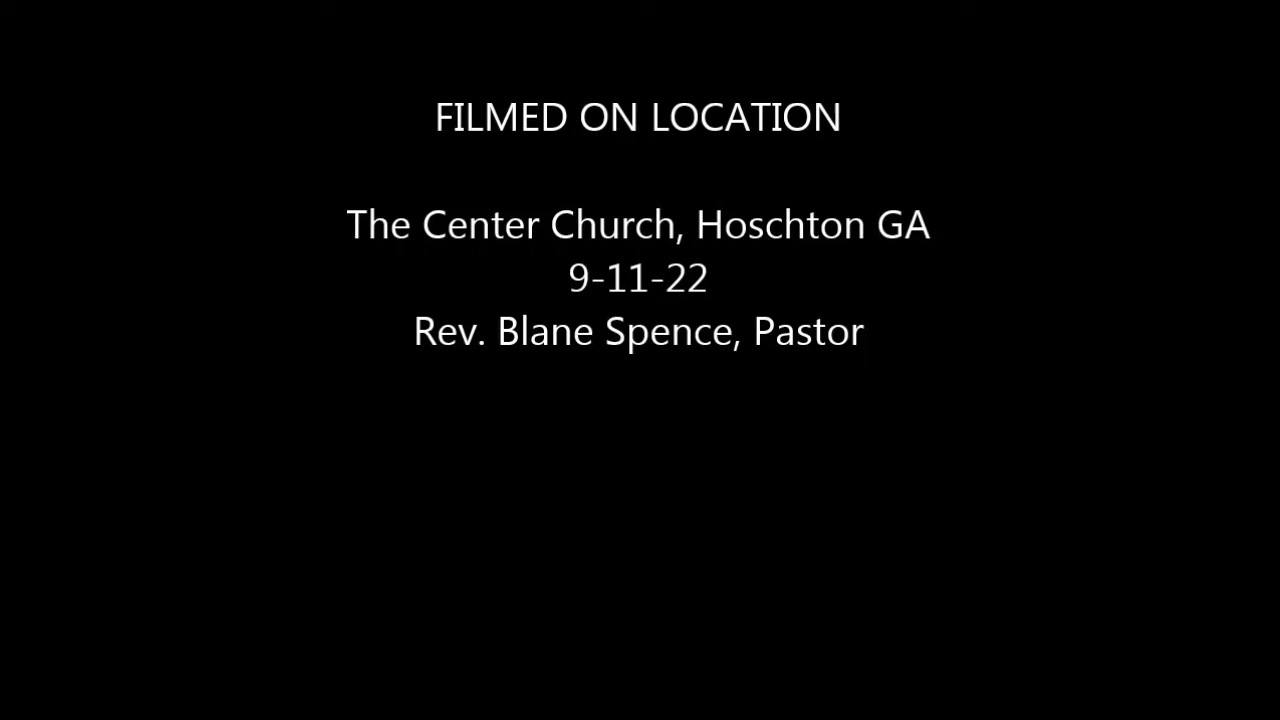 FILMED ON LOCATION
The Center Church, Hoschton GA
9-11-22
Rev. Blane Spence, Pastor